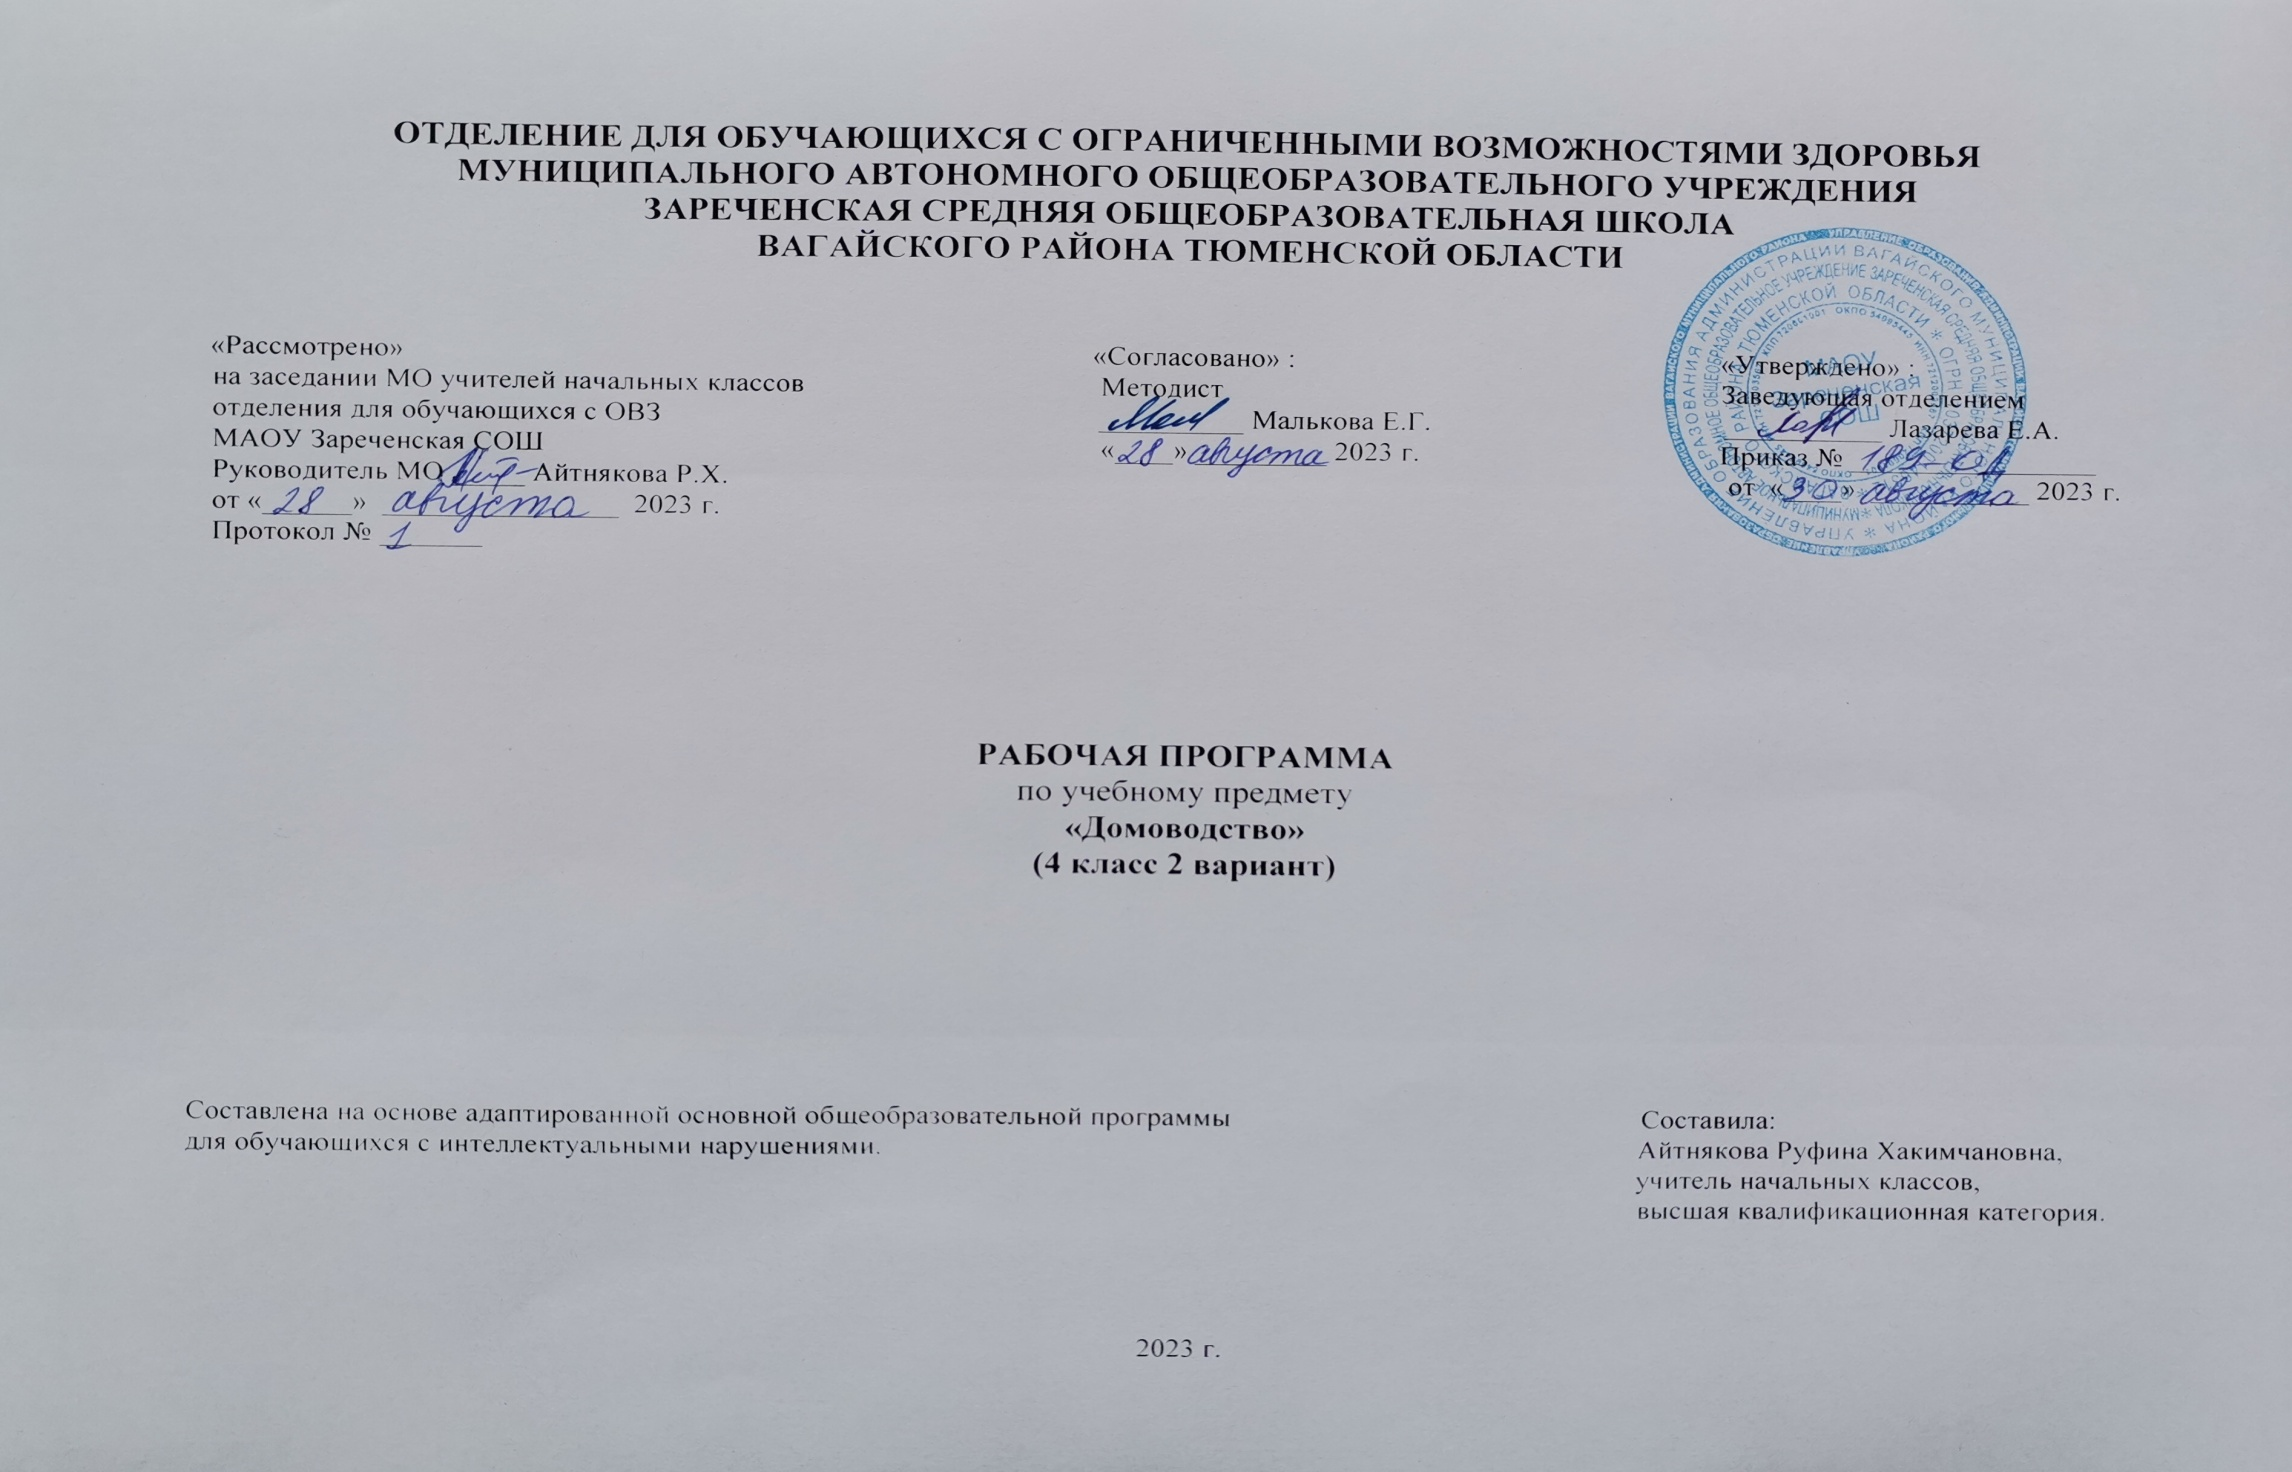 ОТДЕЛЕНИЕ ДЛЯ ОБУЧАЮЩИХСЯ С ОГРАНИЧЕННЫМИ ВОЗМОЖНОСТЯМИ ЗДОРОВЬЯ
МУНИЦИПАЛЬНОГО АВТОНОМНОГО ОБЩЕОБРАЗОВАТЕЛЬНОГО УЧРЕЖДЕНИЯ
ЗАРЕЧЕНСКАЯ СРЕДНЯЯ ОБЩЕОБРАЗОВАТЕЛЬНАЯ ШКОЛА
ВАГАЙСКОГО РАЙОНА ТЮМЕНСКОЙ ОБЛАСТИ
«Рассмотрено»
на заседании МО учителей начальных классов
отделения для обучающихся с ОВЗ
МАОУ Зареченская СОШ
Руководитель МО Айтнякова Р.Х.
от «28» августа 2023 г.
Протокол № 1
«Согласовано» :
Методист
Малькова Е.Г.
«28» августа 2023 г.
«Утверждено» :
Заведующая отделением
Лазарева Е.А.
Приказ № 189-од
от «30» августа 2023 г.
МАОУ
Зареченская
СОШ
РАБОЧАЯ ПРОГРАММА
по учебному предмету
«Домоводство»
(4 класс 2 вариант)
Составлена на основе адаптированной основной общеобразовательной программы
для обучающихся с интеллектуальными нарушениями.
Составила:
Айтнякова Руфина Хакимчановна,
учитель начальных классов,
высшая квалификационная категория.
2023 г.